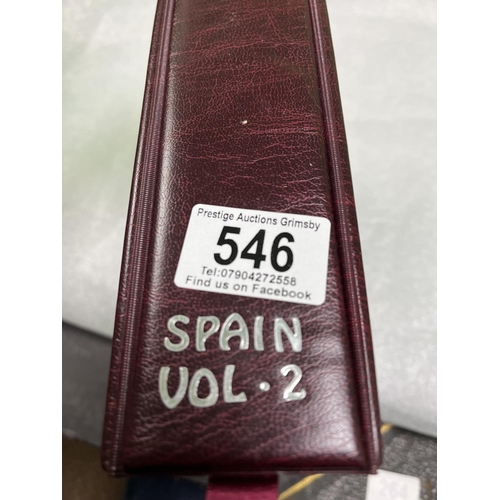 Prestige Auctions Grimsby
546
Tel:07904272558
Find us on Facebook
SPAIN
VOL. 2